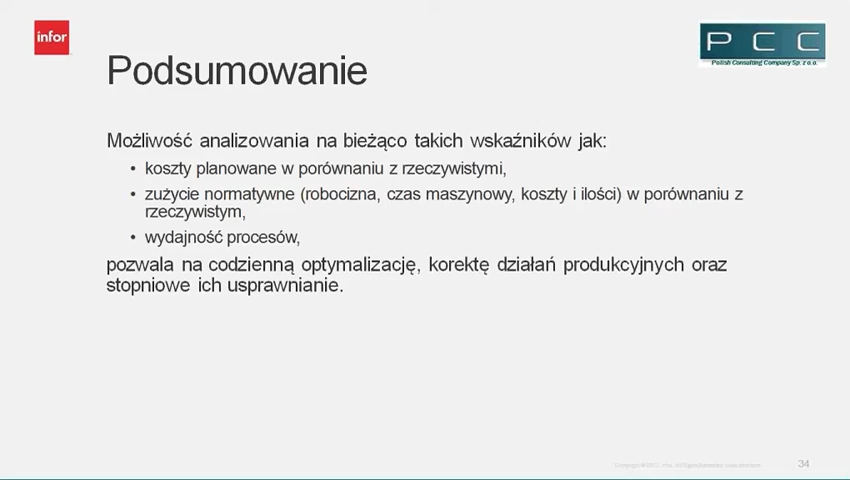 infor
PCC
Polish Consulting Company Sp. z o.o.
Podsumowanie
Możliwość analizowania na bieżąco takich wskaźników jak:
• koszty planowane w porównaniu z rzeczywistymi,
• zużycie normatywne (robocizna, czas maszynowy, koszty i ilości) w porównaniu z
rzeczywistym,
• wydajność procesów,
pozwala na codzienną optymalizację, korektę działań produkcyjnych oraz
stopniowe ich usprawnianie.
34